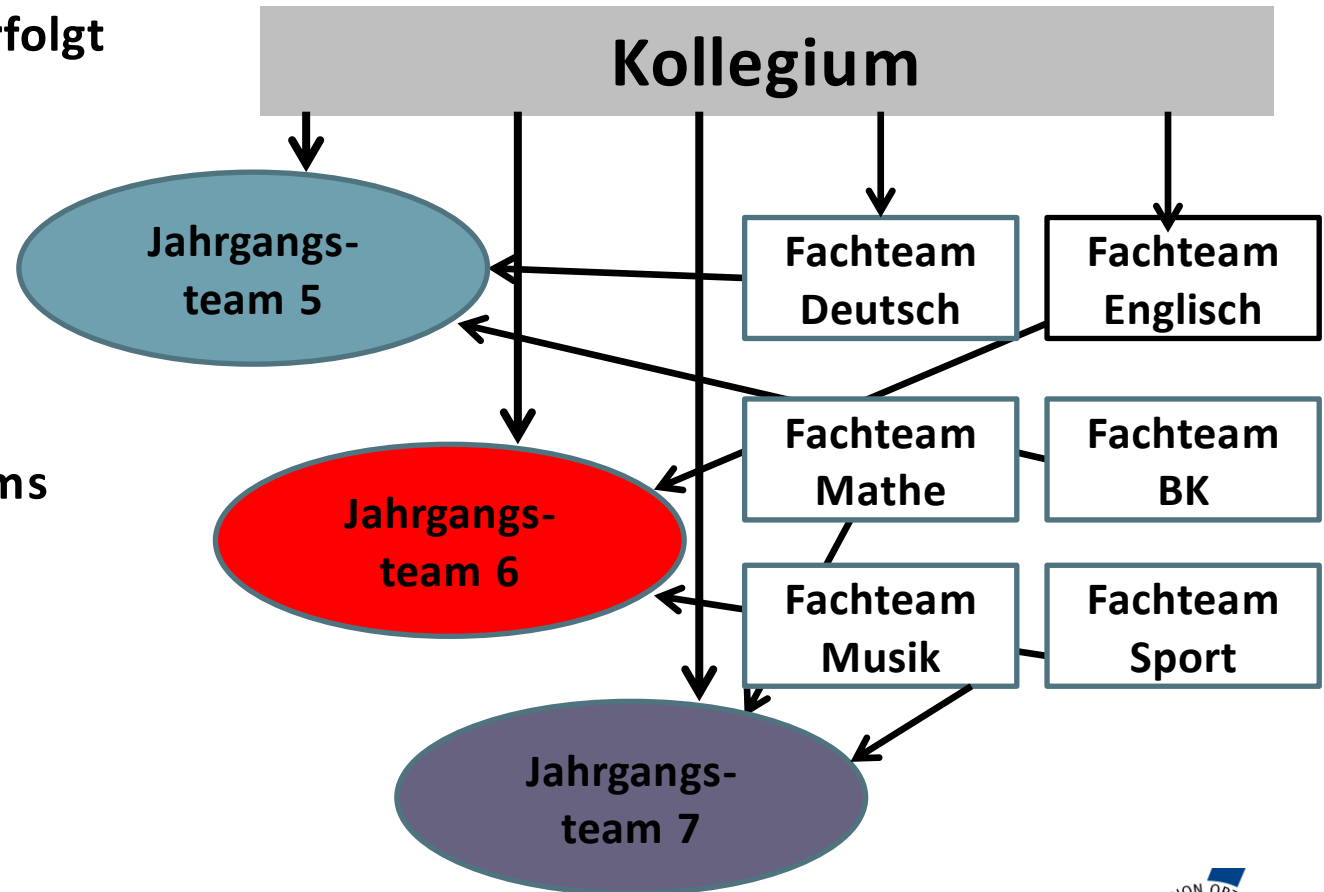 rfolgt
Kollegium
Jahrgangs-
team 5
Fachteam
Deutsch
Fachteam
Englisch
Fachteam
Mathe
Fachteam
BK
ms
Jahrgangs-
team 6
Fachteam
Musik
Fachteam
Sport
Jahrgangs-
team 7